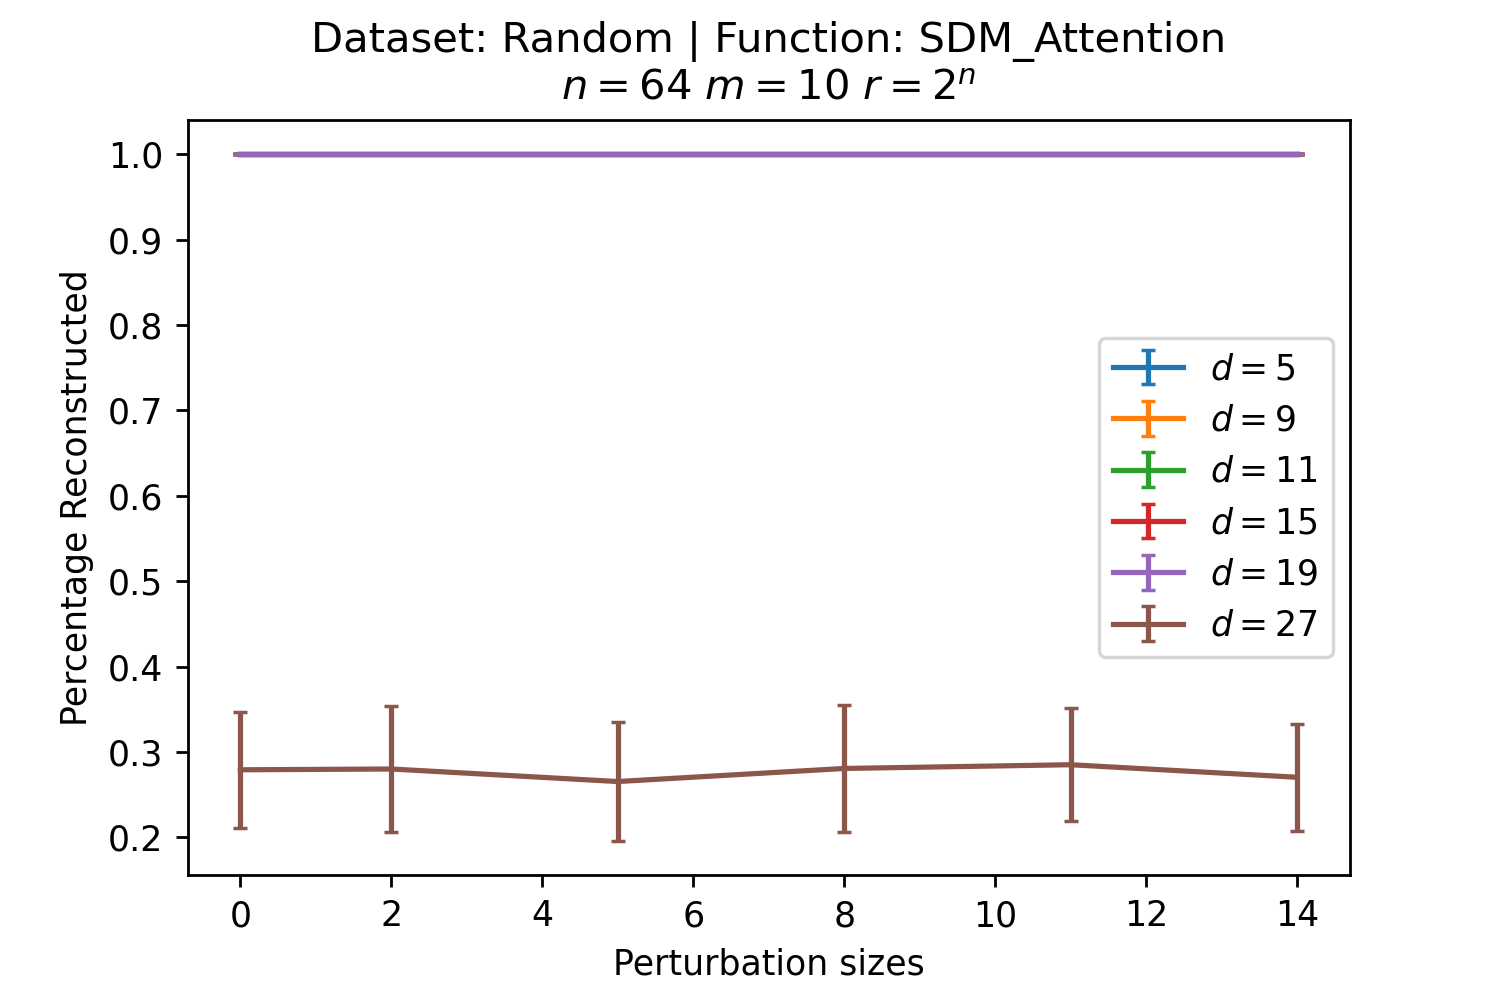 Dataset: Random | Function: SDM_Attention
n = 64 m = 10 r = 2ⁿ
Percentage Reconstructed
1.0
0.9
0.8
0.7
0.6
0.5
0.4
0.3
0.2
d = 5
d = 9
d = 11
d = 15
d = 19
d = 27
0 2 4 6 8 10 12 14
Perturbation sizes